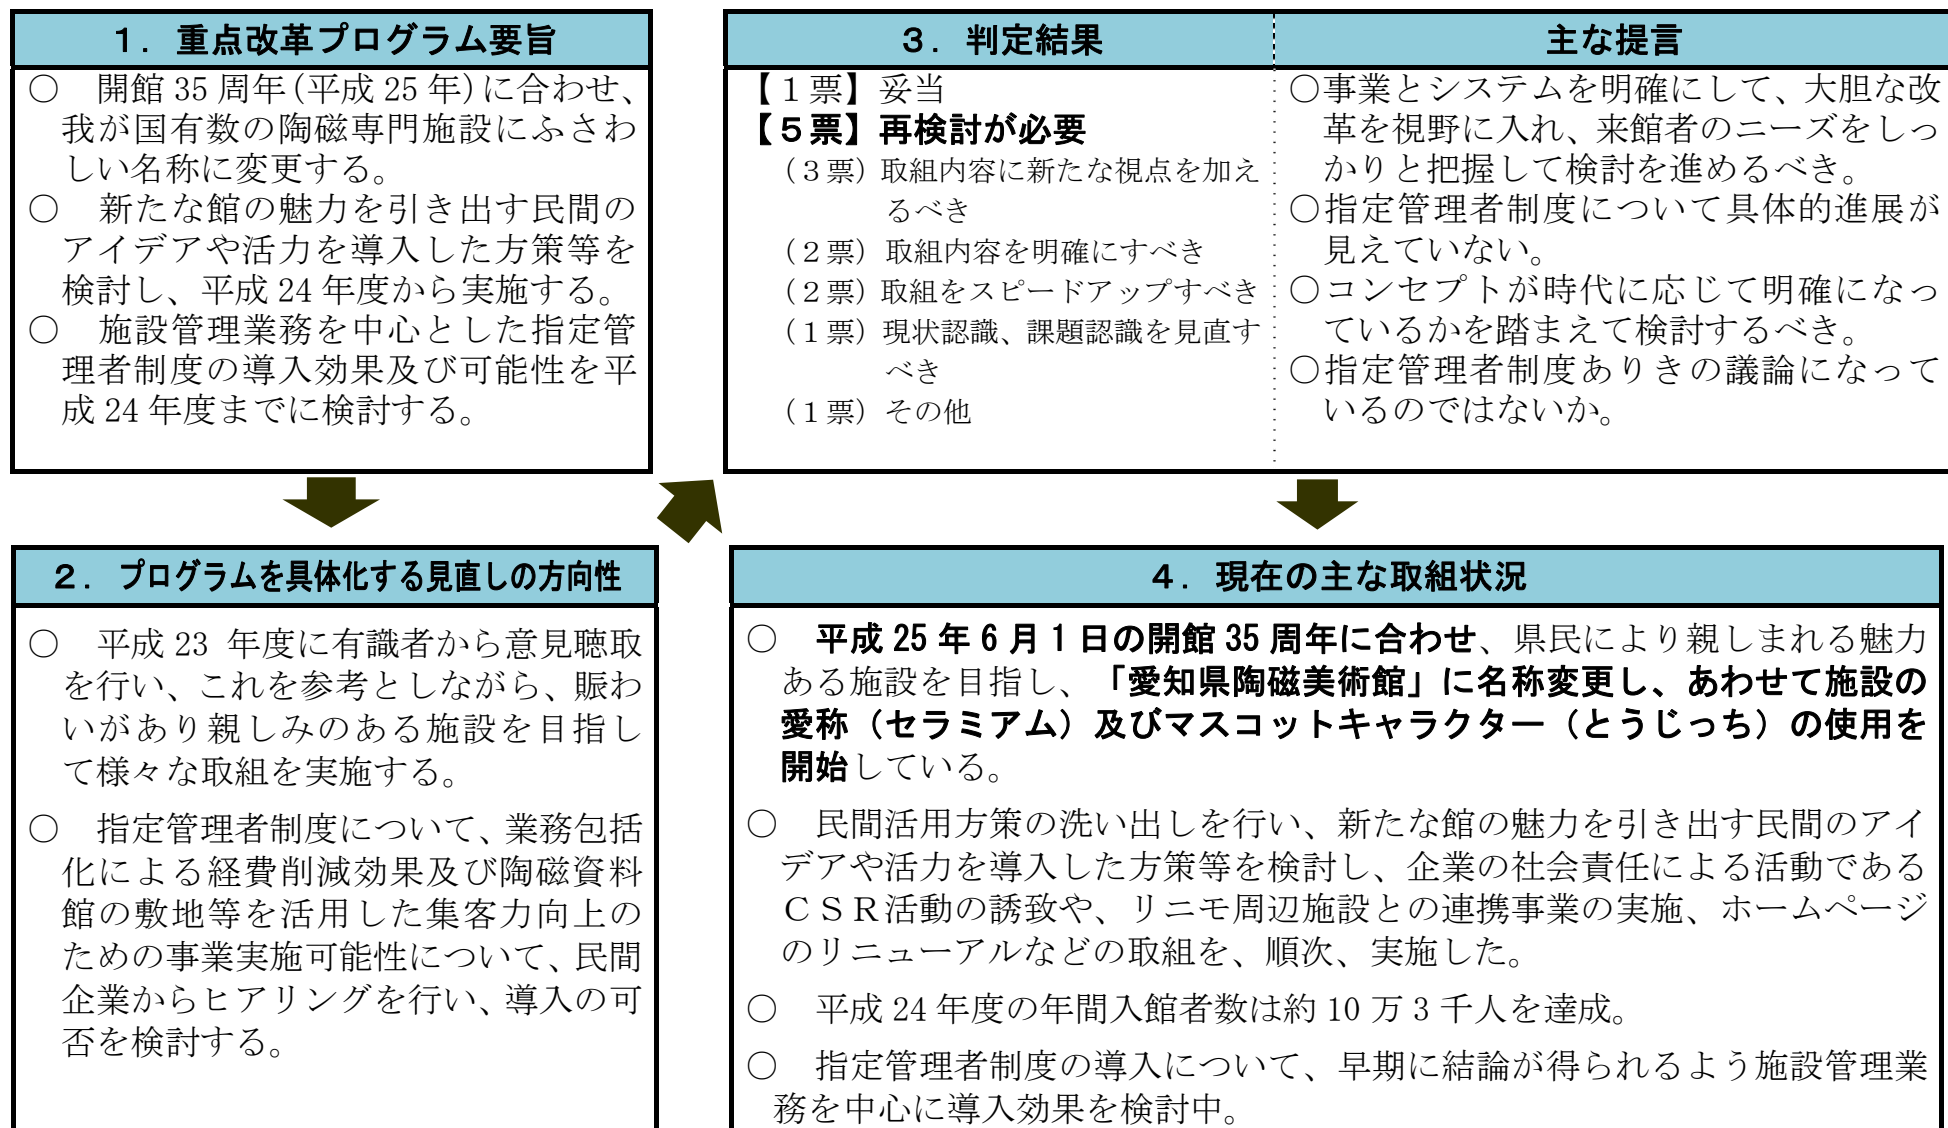 １．重点改革プログラム要旨
○　開館 35 周年（平成 25 年）に合わせ、
我が国有数の陶磁専門施設にふさわ
しい名称に変更する。
○　新たな館の魅力を引き出す民間の
アイデアや活力を導入した方策等を
検討し、平成 24 年度から実施する。
○　施設管理業務を中心とした指定管
理者制度の導入効果及び可能性を平
成 24 年度までに検討する。
２．プログラムを具体化する見直しの方向性
○　平成 23 年度に有識者から意見聴取
を行い、これを参考としながら、賑わ
いがあり親しみのある施設を目指し
て様々な取組を実施する。
○　指定管理者制度について、業務包括
化による経費削減効果及び陶磁資料
館の敷地等を活用した集客力向上の
ための事業実施可能性について、民間
企業からヒアリングを行い、導入の可
否を検討する。
３．判定結果
【１票】妥当
【５票】再検討が必要
（３票）取組内容に新たな視点を加え
るべき
（２票）取組内容を明確にすべき
（２票）取組をスピードアップすべき
（１票）現状認識、課題認識を見直す
べき
（１票）その他
主な提言
○事業とシステムを明確にして、大胆な改
革を視野に入れ、来館者のニーズをしっ
かりと把握して検討を進めるべき。
○指定管理者制度について具体的進展が
見えていない。
○コンセプトが時代に応じて明確になっ
ているかを踏まえて検討するべき。
○指定管理者制度ありきの議論になって
いるのではないか。
４．現在の主な取組状況
○　平成 25 年 6 月 1 日の開館 35 周年に合わせ、県民により親しまれる魅力
ある施設を目指し、「愛知県陶磁美術館」に名称変更し、あわせて施設の
愛称（セラミアム）及びマスコットキャラクター（とうじっち）の使用を
開始している。
○　民間活用方策の洗い出しを行い、新たな館の魅力を引き出す民間のアイ
デアや活力を導入した方策等を検討し、企業の社会責任による活動である
ＣＳＲ活動の誘致や、リニモ周辺施設との連携事業の実施、ホームページ
のリニューアルなどの取組を、順次、実施した。
○　平成 24 年度の年間入館者数は約 10 万 3 千人を達成。
○　指定管理者制度の導入について、早期に結論が得られるよう施設管理業
務を中心に導入効果を検討中。